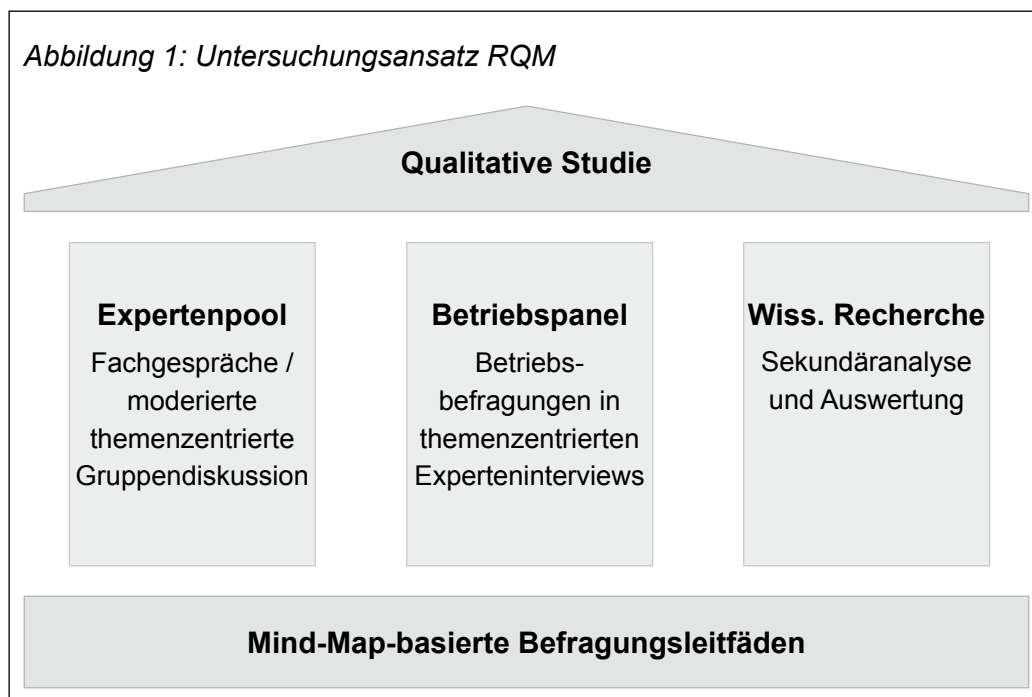 Abbildung 1: Untersuchungsansatz RQM
Qualitative Studie
Expertenpool
Fachgespräche /
moderierte
themenzentrierte
Gruppendiskussion
Betriebspanel
Betriebs-
befragungen in
themenzentrierten
Experteninterviews
Wiss. Recherche
Sekundäranalyse
und Auswertung
Mind-Map-basierte Befragungsleitfäden